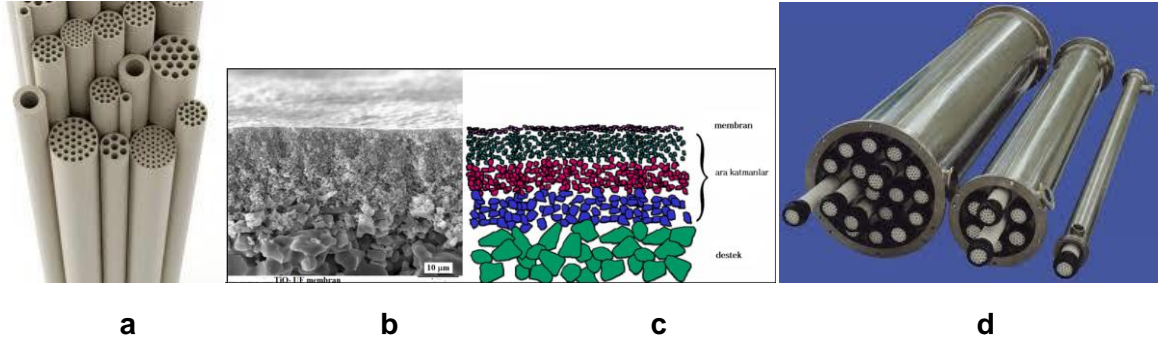 membran
ara katmanlar
destek
10 µm
TiO₂ UF membran
a
b
c
d